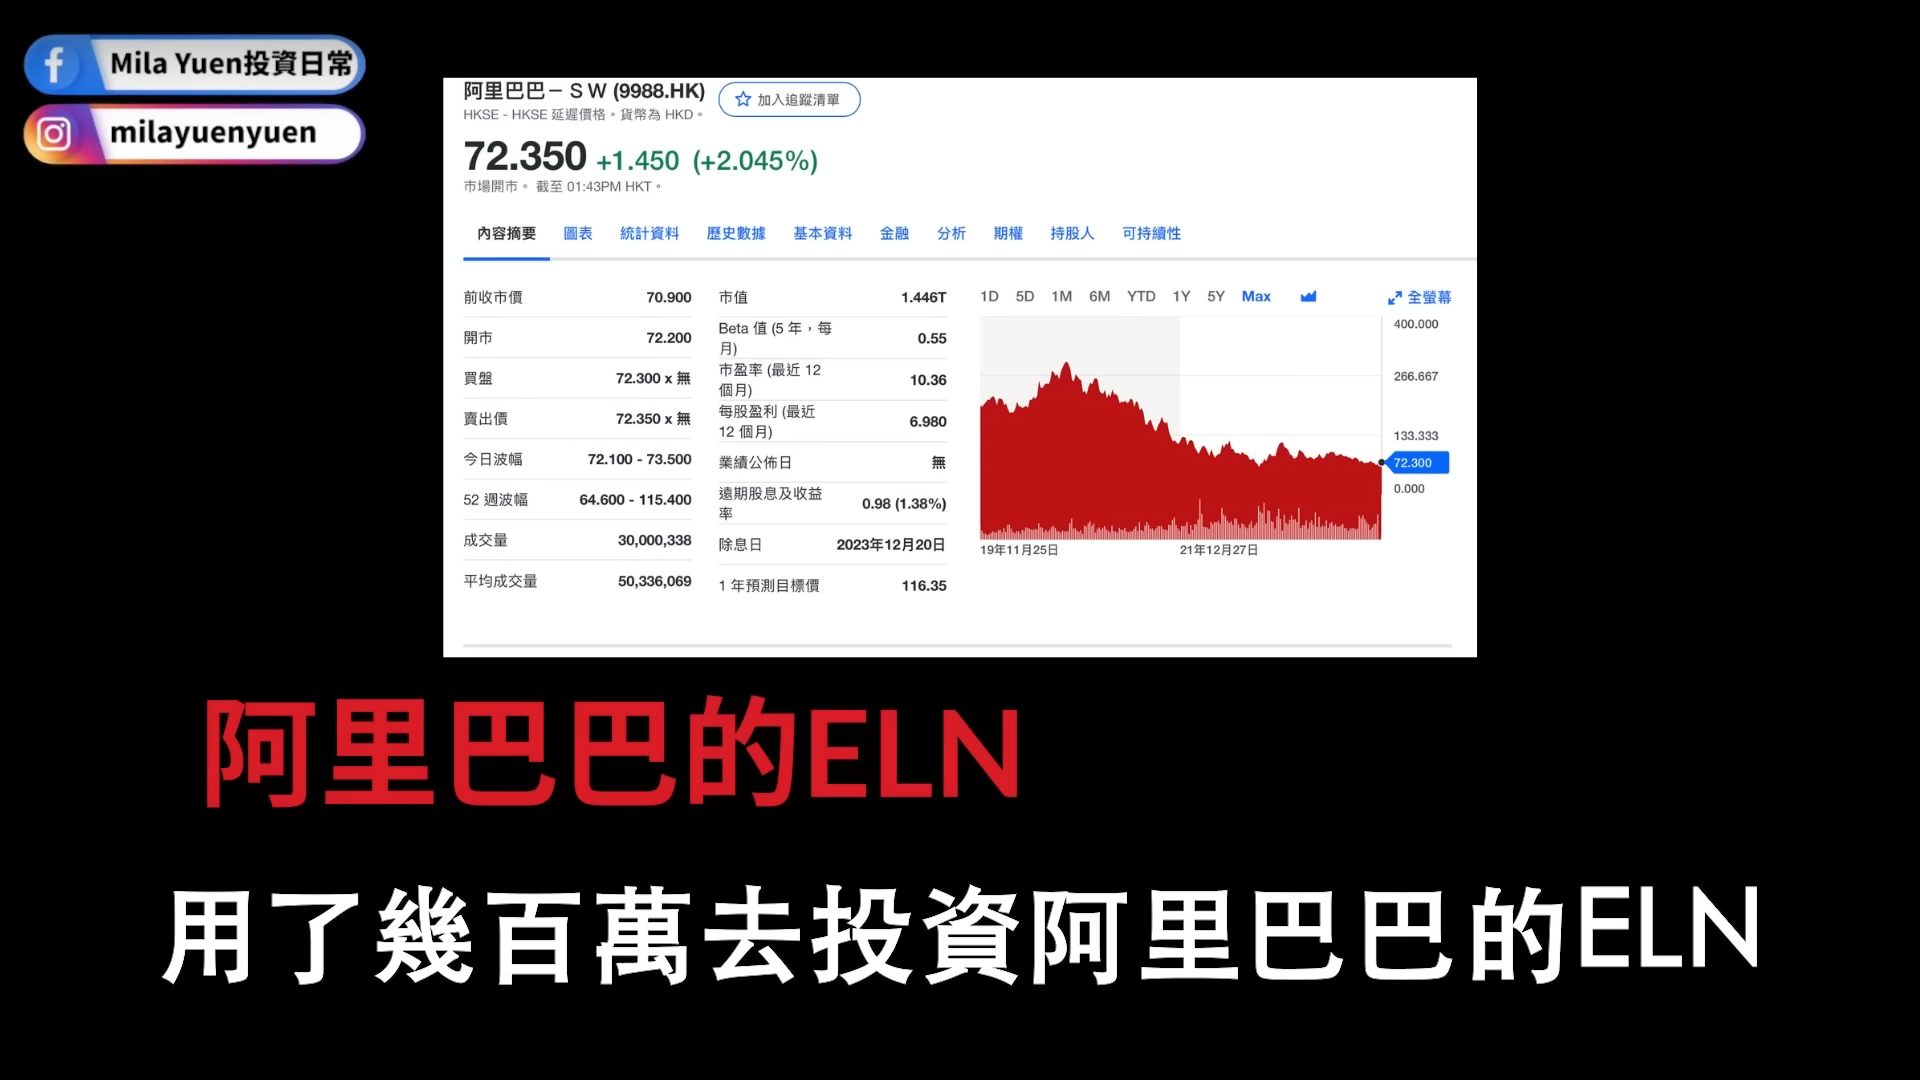 Mila Yuen投資日常
milayuenyuen
阿里巴巴－ＳＷ (9988.HK)
加入追蹤清單
HKSE - HKSE 延遲價格。貨幣為 HKD。
72.350 +1.450 (+2.045%)
市場開市。 截至 01:43PM HKT。
內容摘要 圖表 統計資料 歷史數據 基本資料 金融 分析 期權 持股人 可持續性
前收市價 70.900
開市 72.200
買盤 72.300 x 無
賣出價 72.350 x 無
今日波幅 72.100 - 73.500
52 週波幅 64.600 - 115.400
成交量 30,000,338
平均成交量 50,336,069
市值 1.446T
Beta 值 (5 年，每
月) 0.55
市盈率 (最近 12
個月) 10.36
每股盈利 (最近
12 個月) 6.980
業績公佈日 無
遠期股息及收益
率 0.98 (1.38%)
除息日 2023年12月20日
1 年預測目標價 116.35
1D 5D 1M 6M YTD 1Y 5Y Max
全螢幕
400.000
266.667
133.333
72.300
0.000
19年11月25日 21年12月27日
阿里巴巴的ELN
用了幾百萬去投資阿里巴巴的ELN